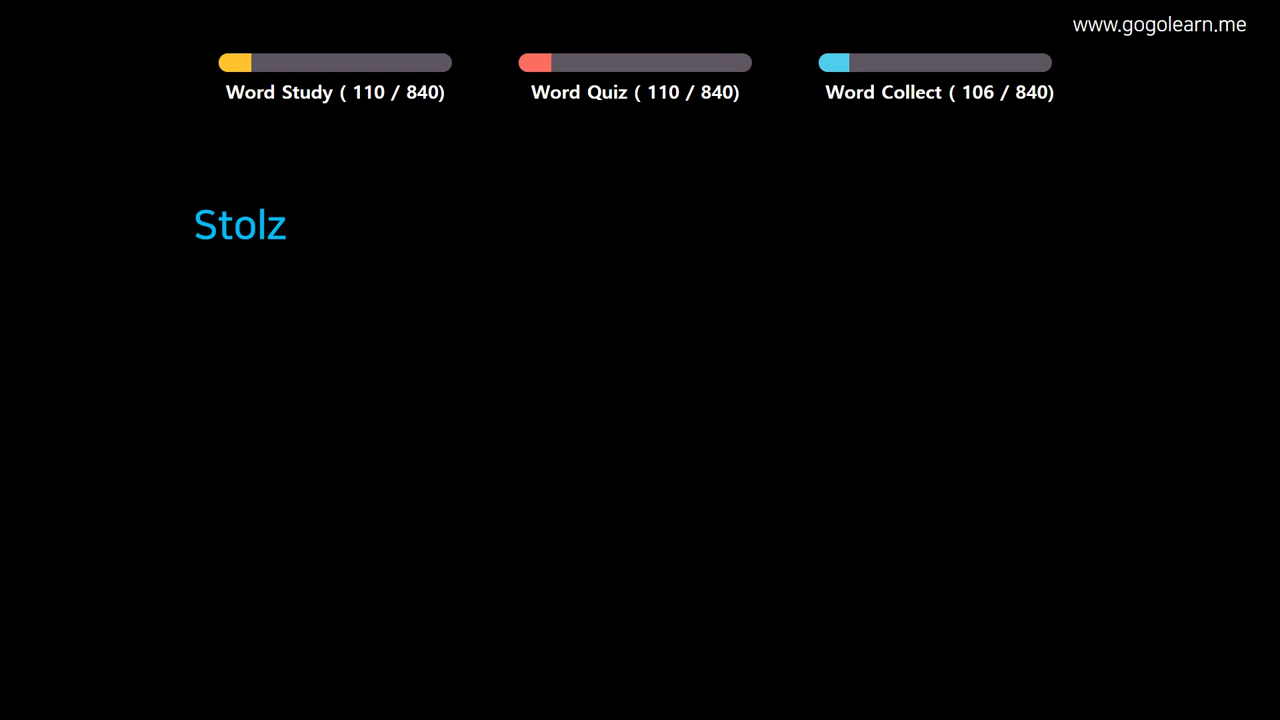 www.gogolearn.me
Word Study ( 110 / 840)
Word Quiz ( 110 / 840)
Word Collect ( 106 / 840)
Stolz